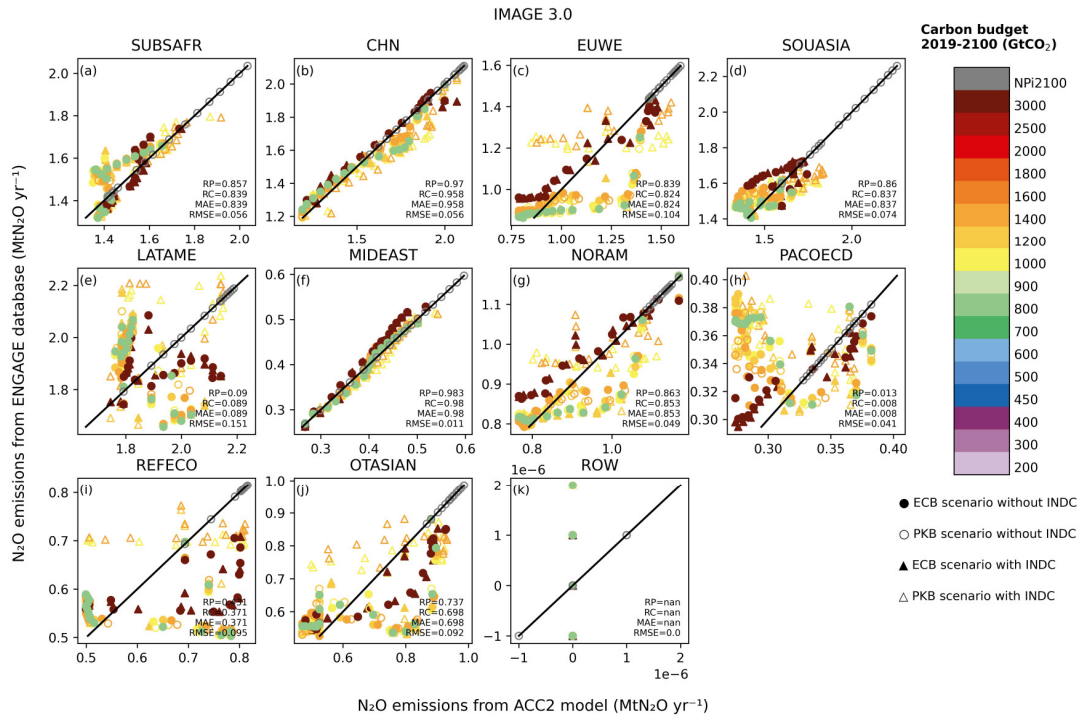 IMAGE 3.0
SUBSAFR
CHN
EUWE
SOUASIA
Carbon budget
2019-2100 (GtCO₂)
(a)
2.0
1.8
1.6
1.4
1.4
1.6
1.8
2.0
RP=0.857
RC=0.839
MAE=0.839
RMSE=0.056
(b)
2.0
1.8
1.6
1.4
1.2
1.5
2.0
RP=0.97
RC=0.958
MAE=0.958
RMSE=0.056
(c)
1.6
1.4
1.2
1.0
0.8
0.75
1.00
1.25
1.50
RP=0.839
RC=0.824
MAE=0.824
RMSE=0.104
(d)
2.2
2.0
1.8
1.6
1.4
1.5
2.0
RP=0.86
RC=0.837
MAE=0.837
RMSE=0.074
LATAME
MIDEAST
NORAM
PACOECD
(e)
2.2
2.0
1.8
1.8
2.0
2.2
RP=0.09
RC=0.089
MAE=0.089
RMSE=0.151
(f)
0.6
0.5
0.4
0.3
0.3
0.4
0.5
0.6
RP=0.983
RC=0.98
MAE=0.98
RMSE=0.011
(g)
1.1
1.0
0.9
0.8
0.8
0.9
1.0
1.1
RP=0.863
RC=0.853
MAE=0.853
RMSE=0.049
(h)
0.40
0.38
0.36
0.34
0.32
0.30
0.30
0.35
0.40
RP=0.013
RC=0.008
MAE=0.008
RMSE=0.041
REFECO
OTASIAN
ROW
(i)
0.8
0.7
0.6
0.5
0.5
0.6
0.7
0.8
RC=0.371
MAE=0.371
RMSE=0.095
(j)
1.0
0.9
0.8
0.7
0.6
0.6
0.8
1.0
RP=0.737
RC=0.698
MAE=0.698
RMSE=0.092
1e−6
(k)
2
1
0
−1
−1
0
1
2
1e−6
RP=nan
RC=nan
MAE=nan
RMSE=0.0
NPi2100
3000
2500
2000
1800
1600
1400
1200
1000
900
800
700
600
500
450
400
300
200
ECB scenario without INDC
PKB scenario without INDC
ECB scenario with INDC
PKB scenario with INDC
N₂O emissions from ENGAGE database (MtN₂O yr⁻¹)
N₂O emissions from ACC2 model (MtN₂O yr⁻¹)